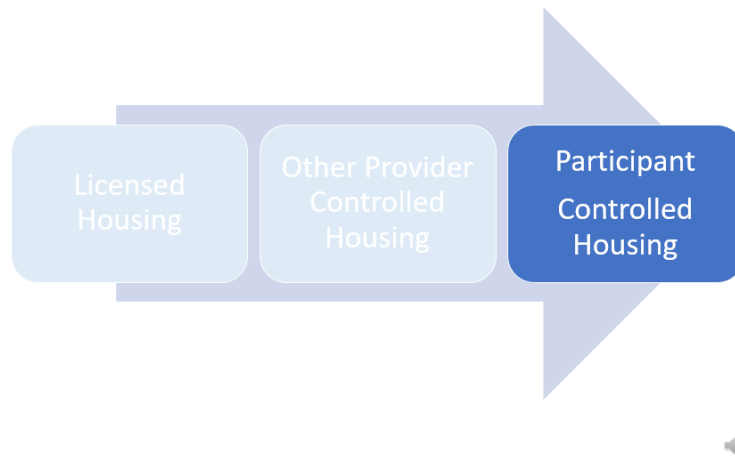 Licensed
Housing
Other Provider
Controlled
Housing
Participant
Controlled
Housing